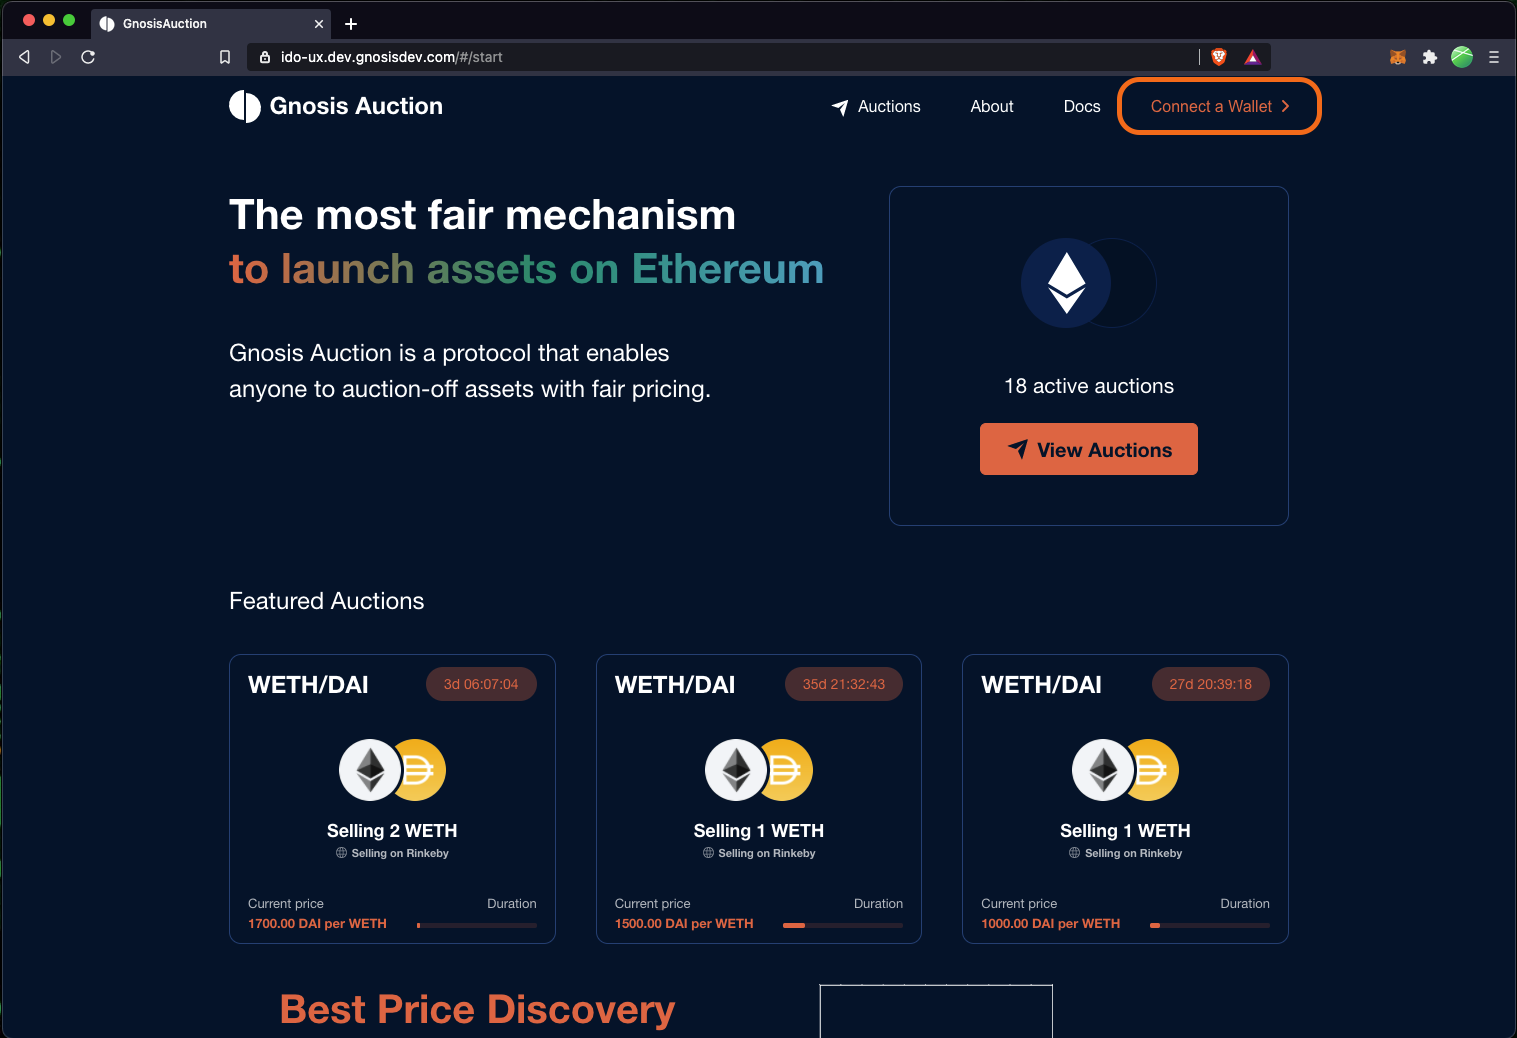 GnosisAuction
ido-ux.dev.gnosisdev.com/#/start
Gnosis Auction
Auctions
About
Docs
Connect a Wallet
The most fair mechanism
to launch assets on Ethereum
Gnosis Auction is a protocol that enables
anyone to auction-off assets with fair pricing.
18 active auctions
View Auctions
Featured Auctions
WETH/DAI
3d 06:07:04
Selling 2 WETH
Selling on Rinkeby
Current price
Duration
1700.00 DAI per WETH
WETH/DAI
35d 21:32:43
Selling 1 WETH
Selling on Rinkeby
Current price
Duration
1500.00 DAI per WETH
WETH/DAI
27d 20:39:18
Selling 1 WETH
Selling on Rinkeby
Current price
Duration
1000.00 DAI per WETH
Best Price Discovery